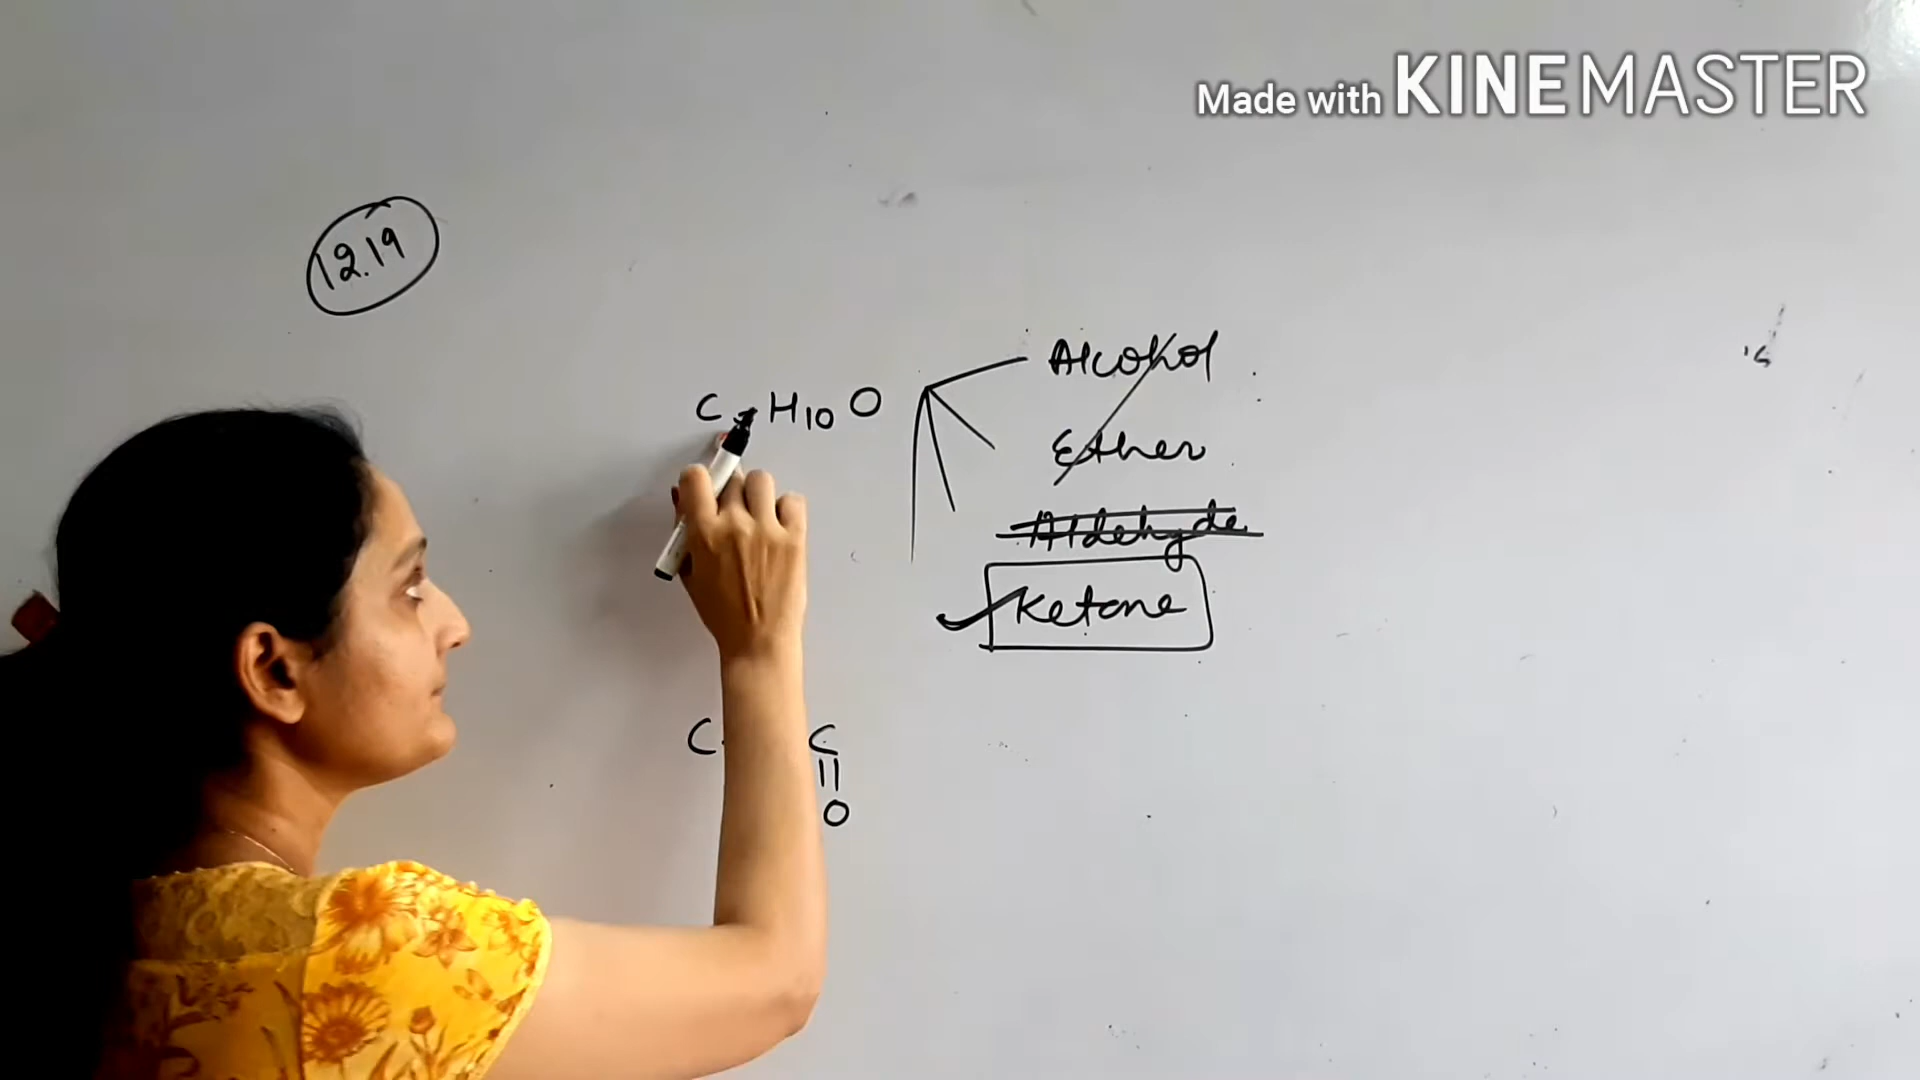 Made with KINEMASTER
12.19
Alcohol
C H10 O
Ether
Aldehyde
Ketone
C C
O